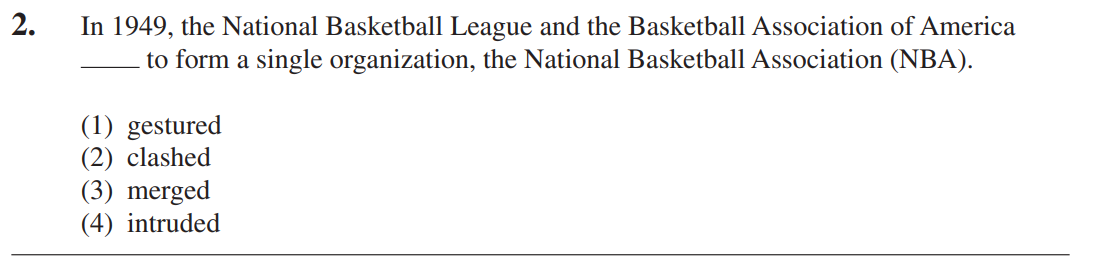 2. In 1949, the National Basketball League and the Basketball Association of America
____ to form a single organization, the National Basketball Association (NBA).
(1) gestured
(2) clashed
(3) merged
(4) intruded